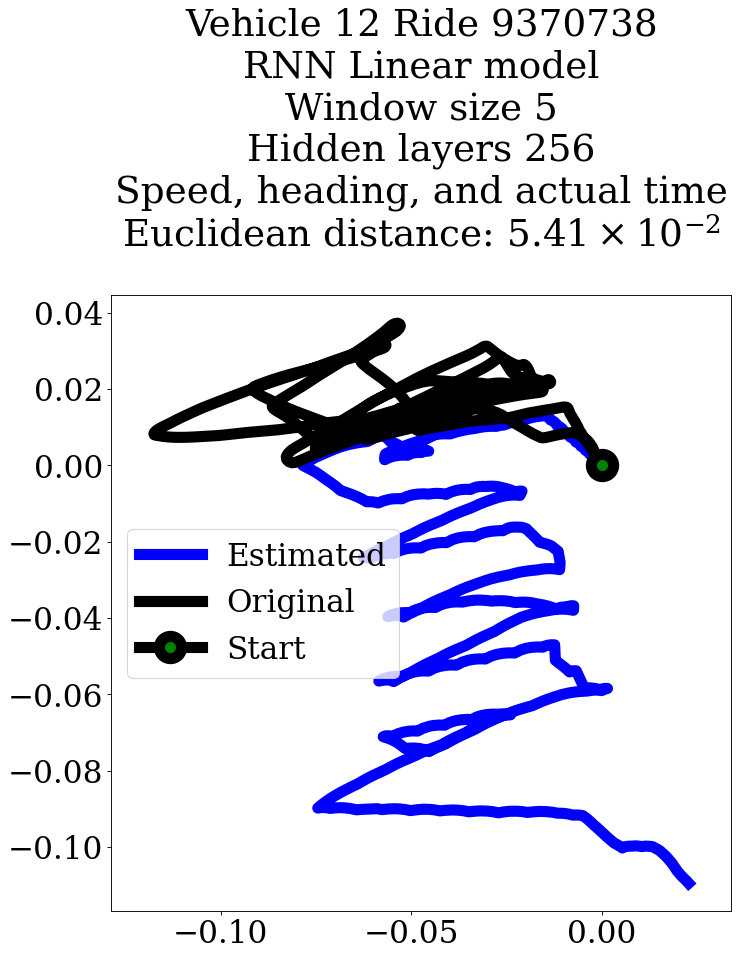 Vehicle 12 Ride 9370738
RNN Linear model
Window size 5
Hidden layers 256
Speed, heading, and actual time
Euclidean distance: 5.41 × 10⁻²
0.04
0.02
0.00
−0.02
−0.04
−0.06
−0.08
−0.10
Estimated
Original
Start
−0.10
−0.05
0.00